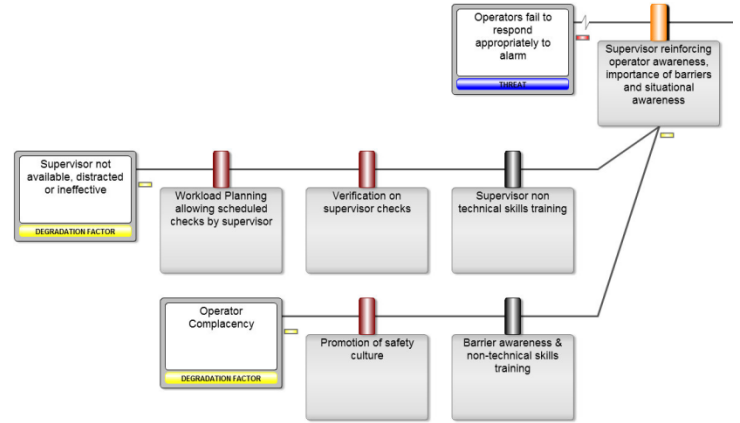 Operators fail to
respond
appropriately to
alarm
THREAT
Supervisor reinforcing
operator awareness,
importance of barriers
and situational
awareness
Supervisor not
available, distracted
or ineffective
DEGRADATION FACTOR
Workload Planning
allowing scheduled
checks by supervisor
Verification on
supervisor checks
Supervisor non
technical skills training
Operator
Complacency
DEGRADATION FACTOR
Promotion of safety
culture
Barrier awareness &
non-technical skills
training